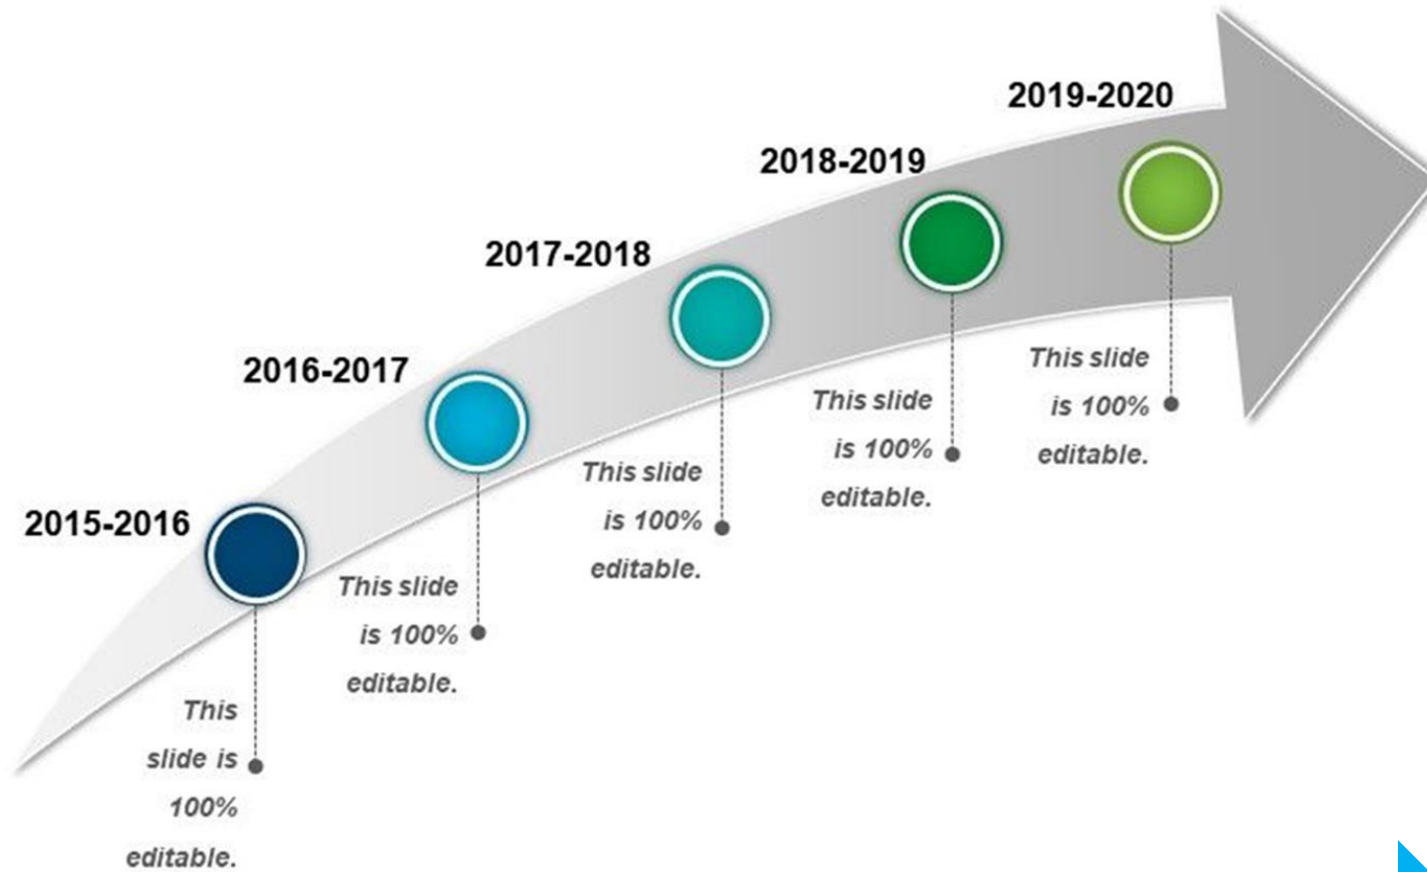 2015-2016
This
slide is
100%
editable.
2016-2017
This slide
is 100%
editable.
2017-2018
This slide
is 100%
editable.
2018-2019
This slide
is 100%
editable.
2019-2020
This slide
is 100%
editable.